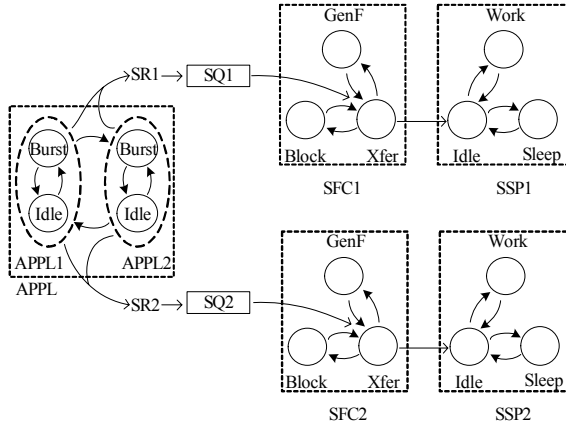 GenF
Work
SR1
SQ1
Burst
Burst
Block
Xfer
Idle
Sleep
SFC1
SSP1
Idle
Idle
APPL1
APPL2
APPL
GenF
Work
SR2
SQ2
Block
Xfer
Idle
Sleep
SFC2
SSP2